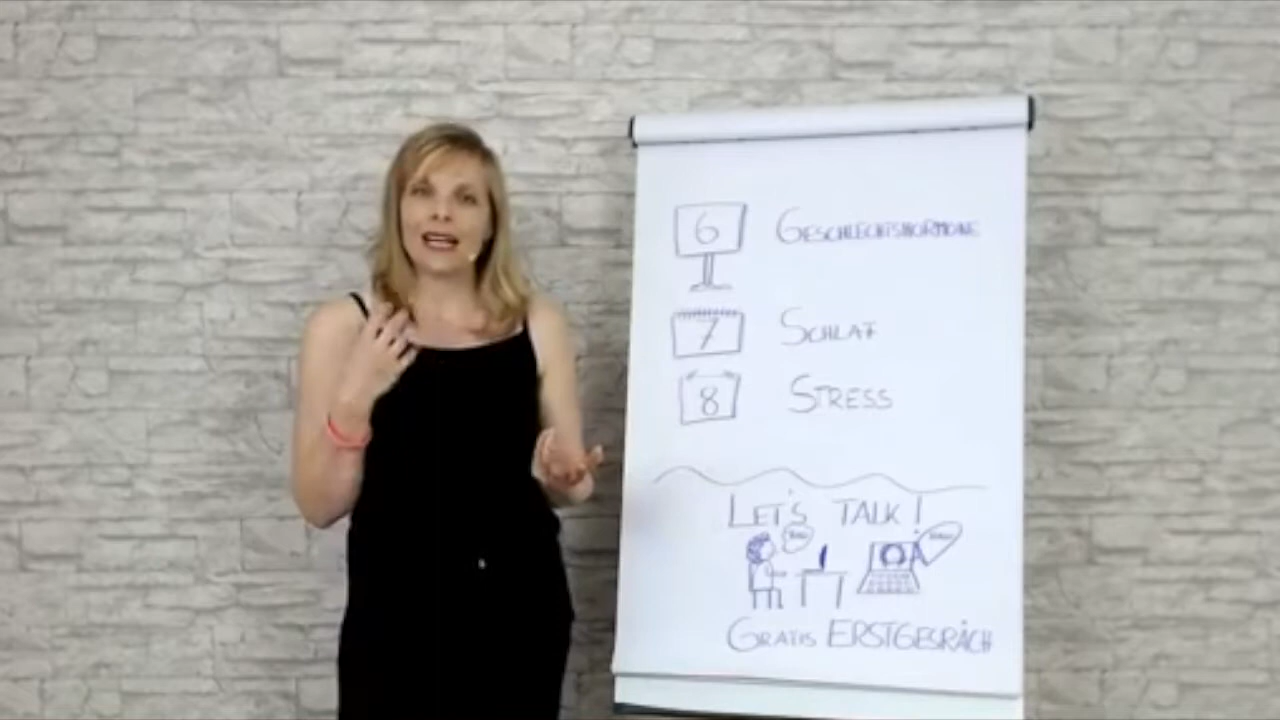 6 GESCHLECHTSHORMONE
7 SCHLAF
8 STRESS
LET'S TALK!
GRATIS ERSTGESPRÄCH